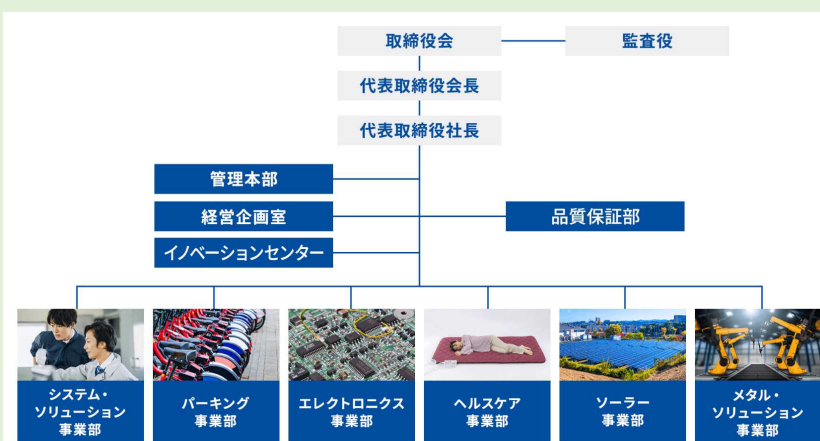 取締役会
監査役
代表取締役会長
代表取締役社長
管理本部
経営企画室
品質保証部
イノベーションセンター
システム・
ソリューション
事業部
パーキング
事業部
エレクトロニクス
事業部
ヘルスケア
事業部
ソーラー
事業部
メタル・
ソリューション
事業部